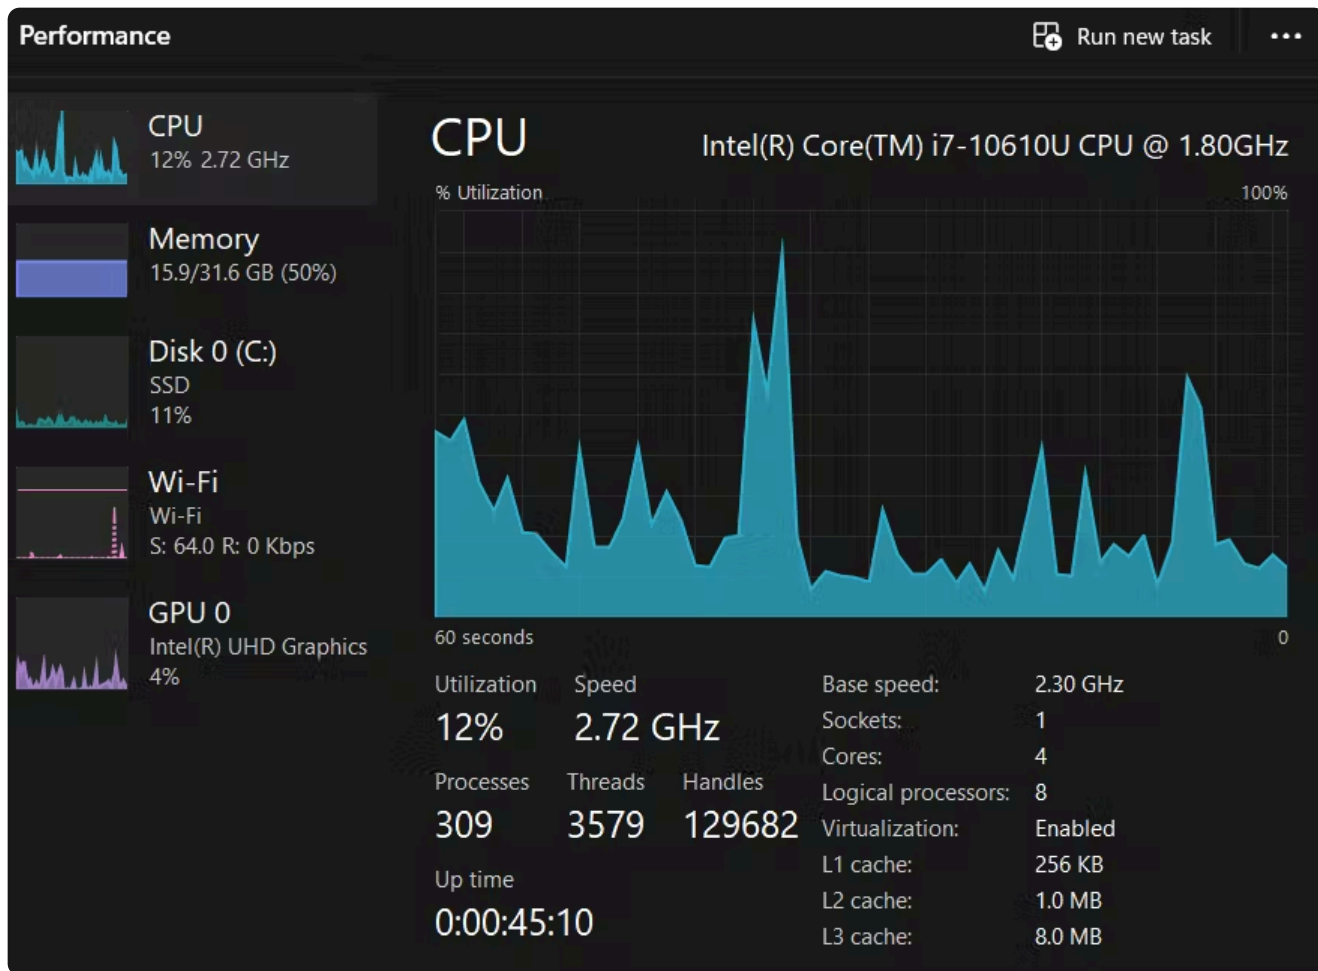 Performance
Run new task
CPU
12% 2.72 GHz
Memory
15.9/31.6 GB (50%)
Disk 0 (C:)
SSD
11%
Wi-Fi
Wi-Fi
S: 64.0 R: 0 Kbps
GPU 0
Intel(R) UHD Graphics
4%
CPU
Intel(R) Core(TM) i7-10610U CPU @ 1.80GHz
% Utilization
100%
60 seconds
0
Utilization
Speed
12%
2.72 GHz
Processes
Threads
Handles
309
3579
129682
Up time
0:00:45:10
Base speed: 2.30 GHz
Sockets: 1
Cores: 4
Logical processors: 8
Virtualization: Enabled
L1 cache: 256 KB
L2 cache: 1.0 MB
L3 cache: 8.0 MB